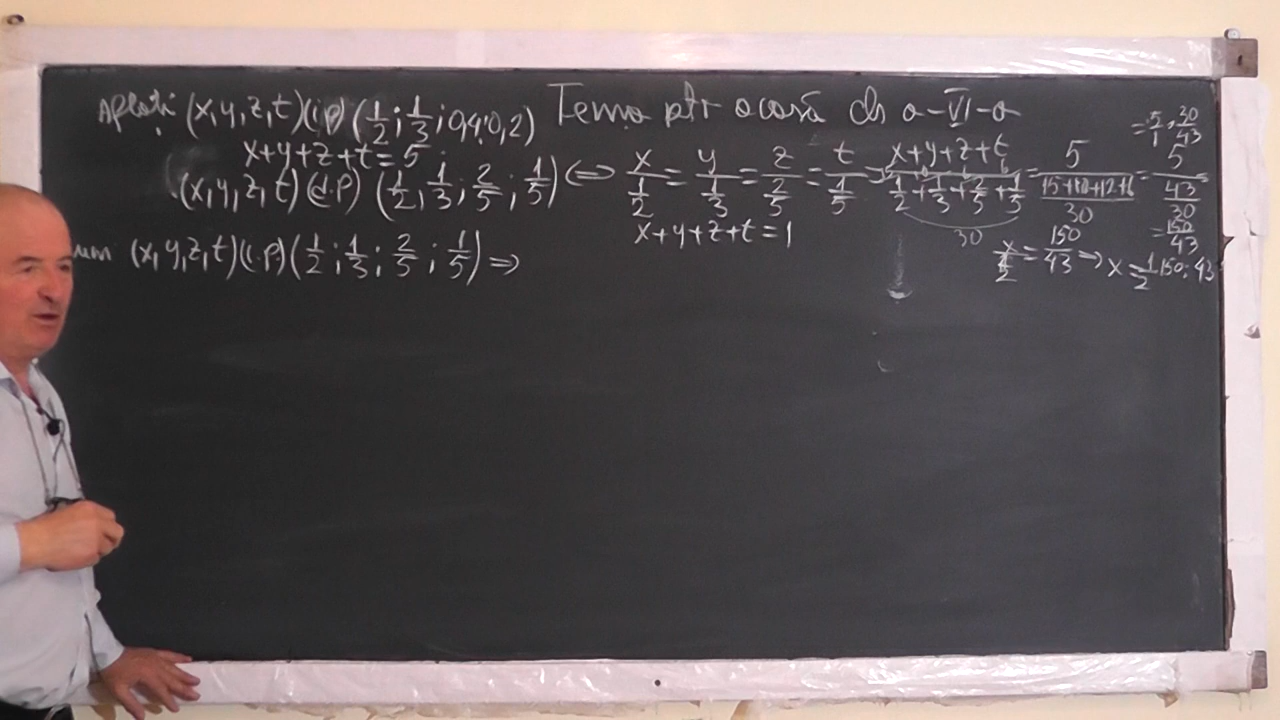 Temă ptr acasă cls a-VI-a
Aflați (x,y,z,t)(i.p)(1/2; 1/3; 0,4; 0,2)
x+y+z+t=5
(x,y,z,t)(d.p)(1/2, 1/3; 2/5; 1/5) ⇔ x/(1/2) = y/(1/3) = z/(2/5) = t/(1/5) = (x+y+z+t)/(1/2+1/3+2/5+1/5) = 5/((15+10+12+6)/30) = 5/(43/30) =
= 5/1 · 30/43
= 150/43
x+y+z+t=1
30
x/(1/2) = 150/43 ⇒ x = 1/2 · 150 : 43
(x,y,z,t)(i.p)(1/2; 1/3; 2/5; 1/5) ⇒